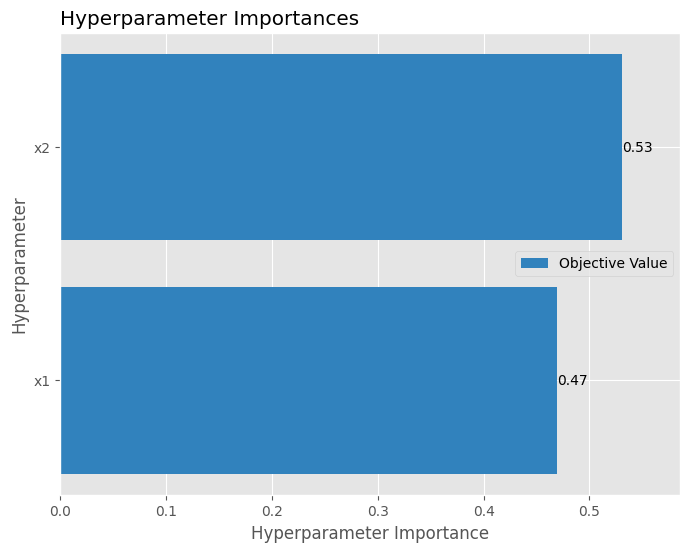 Hyperparameter Importances
Hyperparameter
x2
0.53
Objective Value
x1
0.47
0.0 0.1 0.2 0.3 0.4 0.5
Hyperparameter Importance